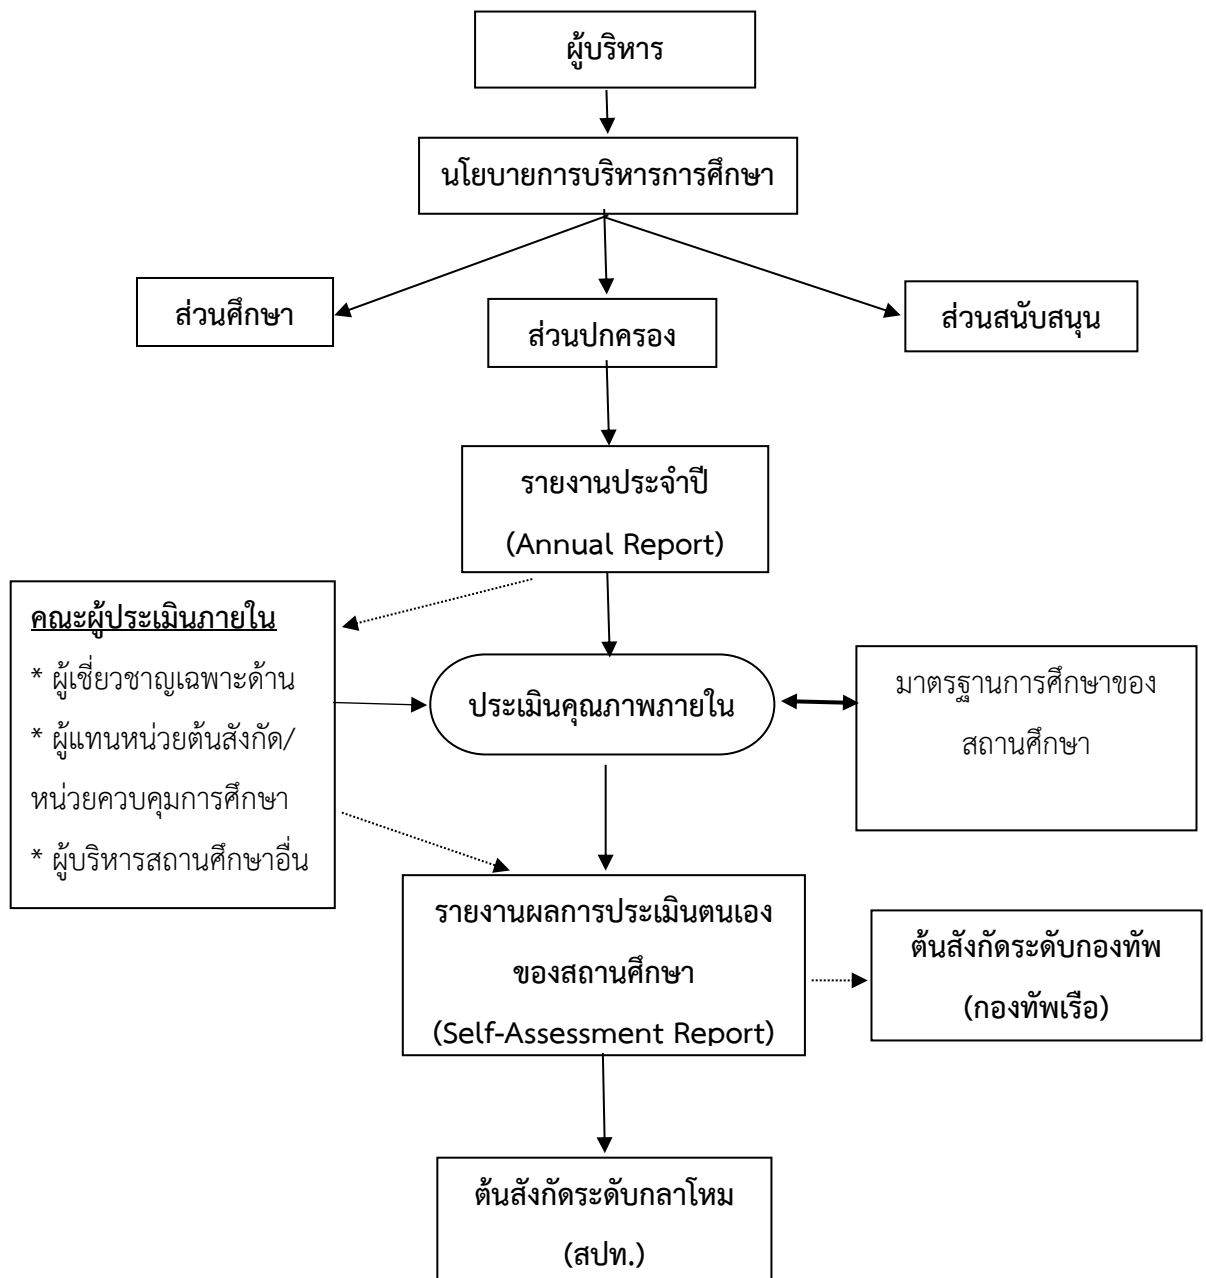 ผู้บริหาร
นโยบายการบริหารการศึกษา
ส่วนศึกษา
ส่วนปกครอง
ส่วนสนับสนุน
รายงานประจำปี
(Annual Report)
คณะผู้ประเมินภายใน
* ผู้เชี่ยวชาญเฉพาะด้าน
* ผู้แทนหน่วยต้นสังกัด/
หน่วยควบคุมการศึกษา
* ผู้บริหารสถานศึกษาอื่น
ประเมินคุณภาพภายใน
มาตรฐานการศึกษาของ
สถานศึกษา
รายงานผลการประเมินตนเอง
ของสถานศึกษา
(Self-Assessment Report)
ต้นสังกัดระดับกองทัพ
(กองทัพเรือ)
ต้นสังกัดระดับกลาโหม
(สปท.)